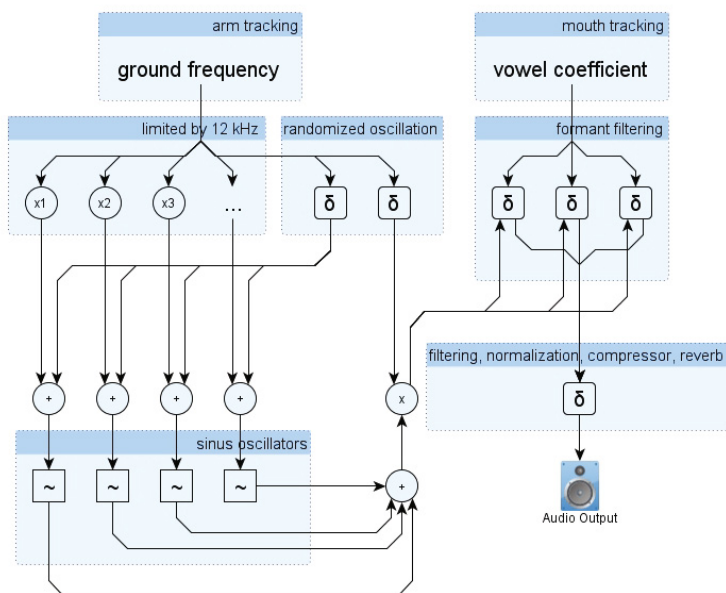 arm tracking
mouth tracking
ground frequency
vowel coefficient
limited by 12 kHz
randomized oscillation
formant filtering
x1
x2
x3
...
δ
δ
δ
δ
δ
filtering, normalization, compressor, reverb
+
+
+
+
x
δ
sinus oscillators
~
~
~
~
+
Audio Output